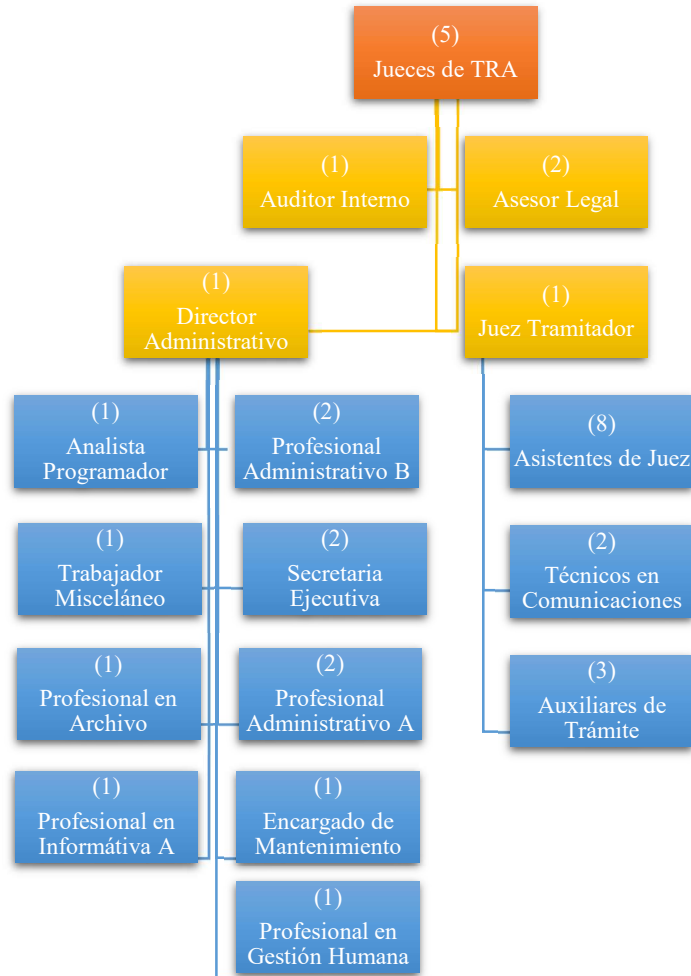 (5)
Jueces de TRA
(1)
Auditor Interno
(2)
Asesor Legal
(1)
Director
Administrativo
(1)
Juez Tramitador
(1)
Analista
Programador
(2)
Profesional
Administrativo B
(8)
Asistentes de Juez
(1)
Trabajador
Misceláneo
(2)
Secretaria
Ejecutiva
(2)
Técnicos en
Comunicaciones
(1)
Profesional en
Archivo
(2)
Profesional
Administrativo A
(3)
Auxiliares de
Trámite
(1)
Profesional en
Informátiva A
(1)
Encargado de
Mantenimiento
(1)
Profesional en
Gestión Humana